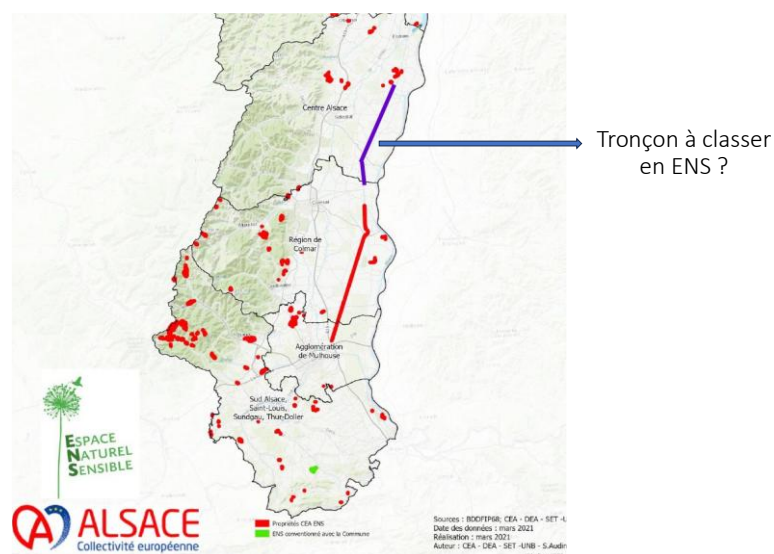 Centre Alsace
Tronçon à classer
en ENS ?
Région de
Colmar
Agglomération
de Mulhouse
Sud Alsace,
Saint-Louis,
Sundgau, Thur-Doller
ESPACE
NATUREL
SENSIBLE
ALSACE
Collectivité européenne
Propriétés CEA ENS
ENS conventionné avec la Commune
Sources : BDDFIP68; CEA - DEA - SET -U
Date des données : mars 2021
Réalisation : mars 2021
Auteur : CEA - DEA - SET -UNB - S.Audin